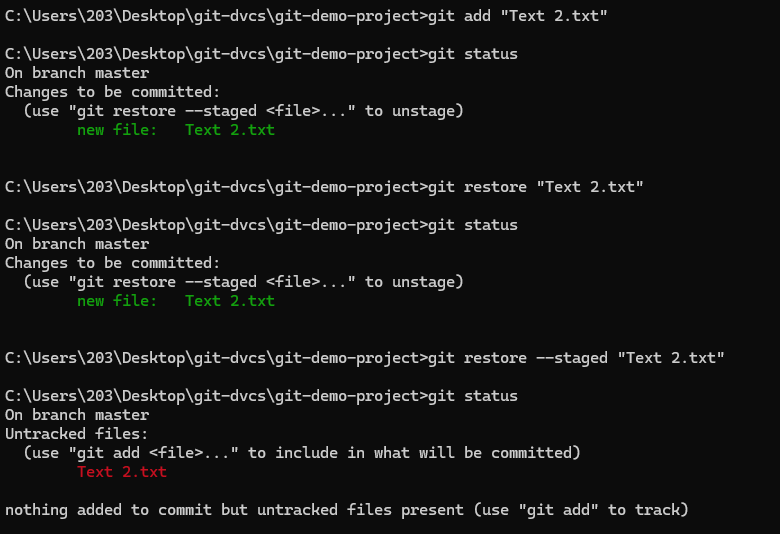 C:\Users\203\Desktop\git-dvcs\git-demo-project>git add "Text 2.txt"
C:\Users\203\Desktop\git-dvcs\git-demo-project>git status
On branch master
Changes to be committed:
  (use "git restore --staged <file>..." to unstage)
        new file:   Text 2.txt
C:\Users\203\Desktop\git-dvcs\git-demo-project>git restore "Text 2.txt"
C:\Users\203\Desktop\git-dvcs\git-demo-project>git status
On branch master
Changes to be committed:
  (use "git restore --staged <file>..." to unstage)
        new file:   Text 2.txt
C:\Users\203\Desktop\git-dvcs\git-demo-project>git restore --staged "Text 2.txt"
C:\Users\203\Desktop\git-dvcs\git-demo-project>git status
On branch master
Untracked files:
  (use "git add <file>..." to include in what will be committed)
        Text 2.txt
nothing added to commit but untracked files present (use "git add" to track)